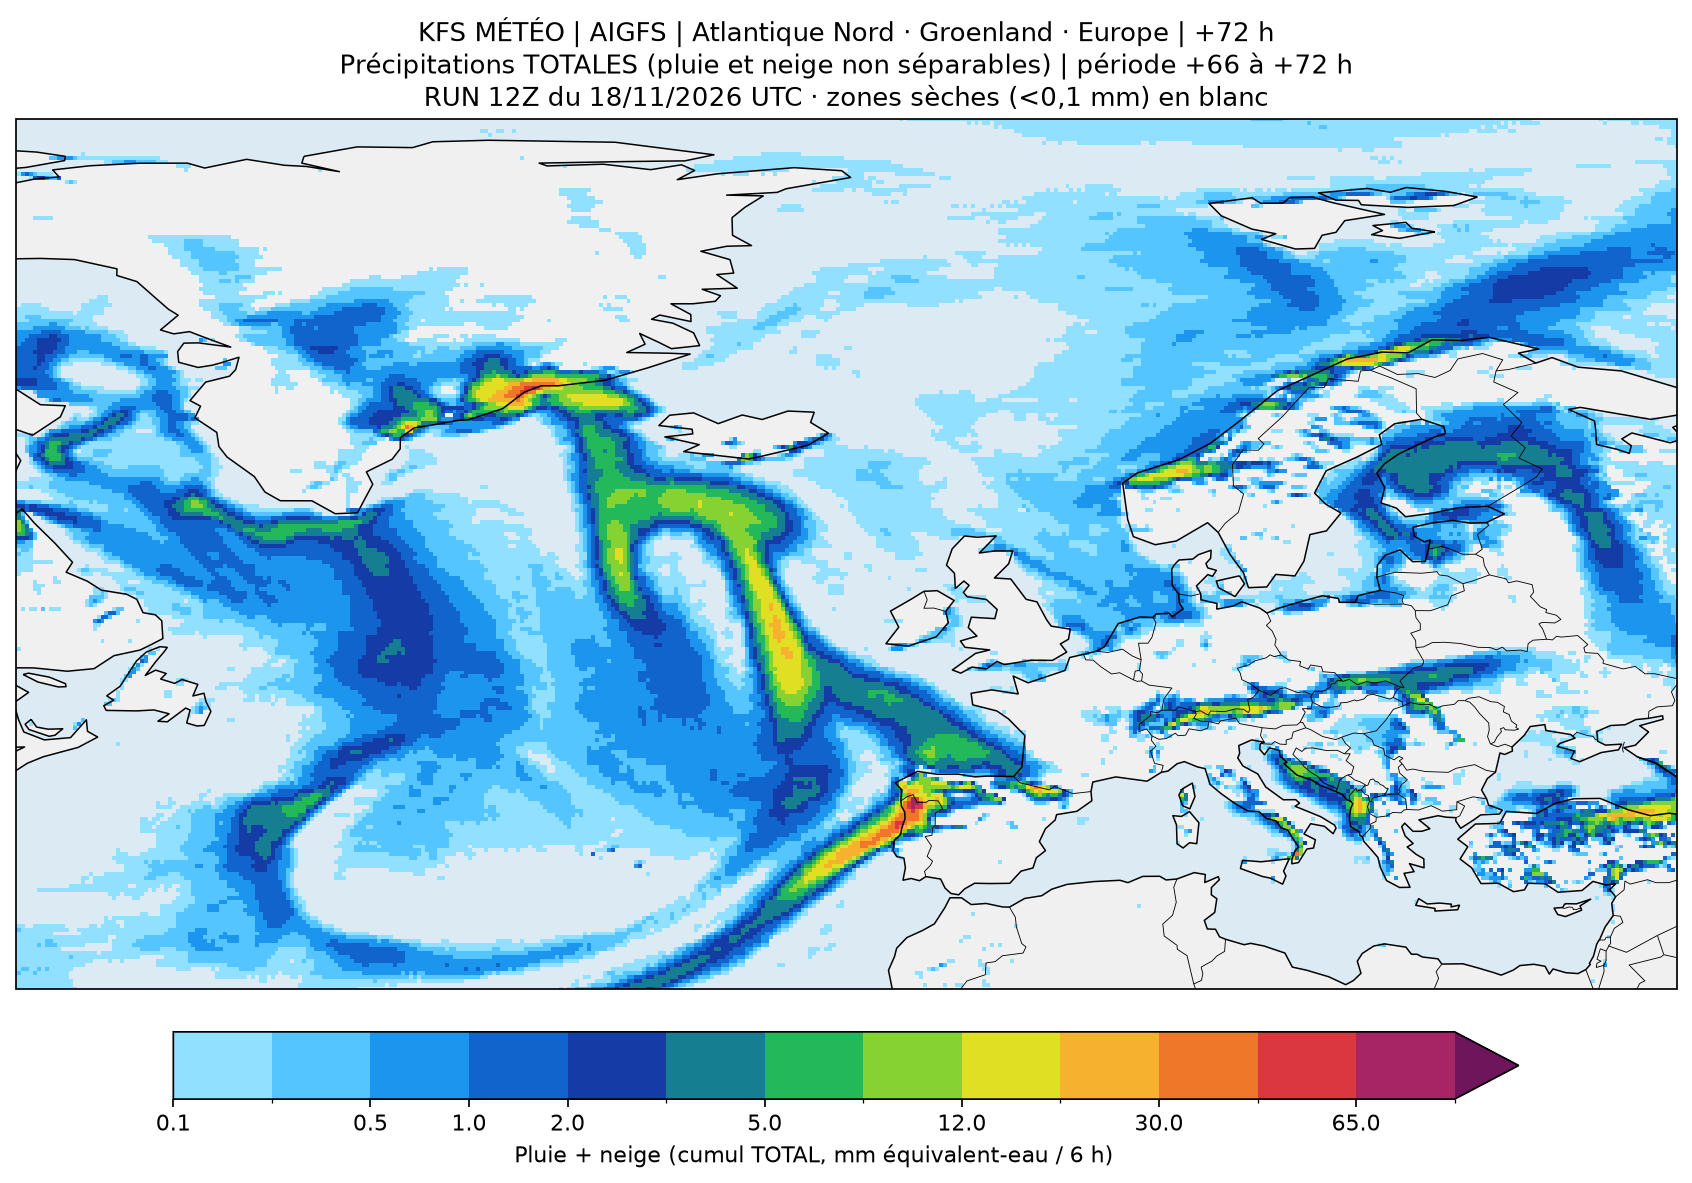 KFS MÉTÉO | AIGFS | Atlantique Nord · Groenland · Europe | +72 h
Précipitations TOTALES (pluie et neige non séparables) | période +66 à +72 h
RUN 12Z du 18/11/2026 UTC · zones sèches (<0,1 mm) en blanc
0.1 0.5 1.0 2.0 5.0 12.0 30.0 65.0
Pluie + neige (cumul TOTAL, mm équivalent-eau / 6 h)